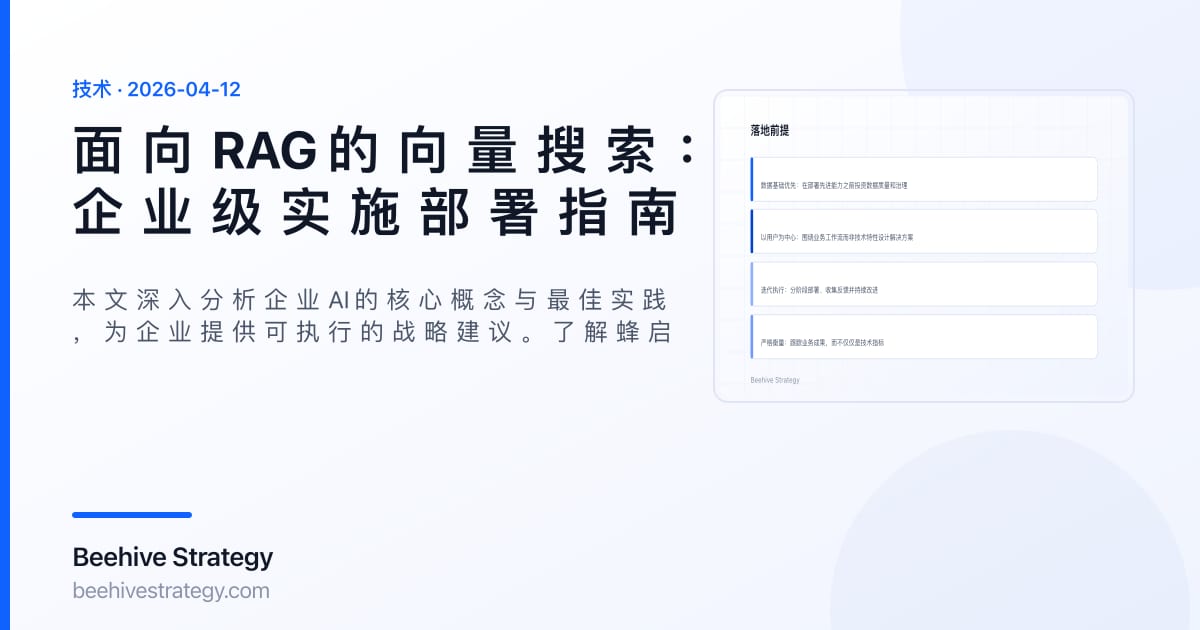 技术 · 2026-04-12
面向RAG的向量搜索：
企业级实施部署指南
本文深入分析企业AI的核心概念与最佳实践
，为企业提供可执行的战略建议。了解蜂启
Beehive Strategy
beehivestrategy.com
落地前提
数据基础优先：在部署先进能力之前投资数据质量和治理
以用户为中心：围绕业务工作流而非技术特性设计解决方案
迭代执行：分阶段部署、收集反馈并持续改进
严格衡量：跟踪业务成果，而不仅仅是技术指标
Beehive Strategy